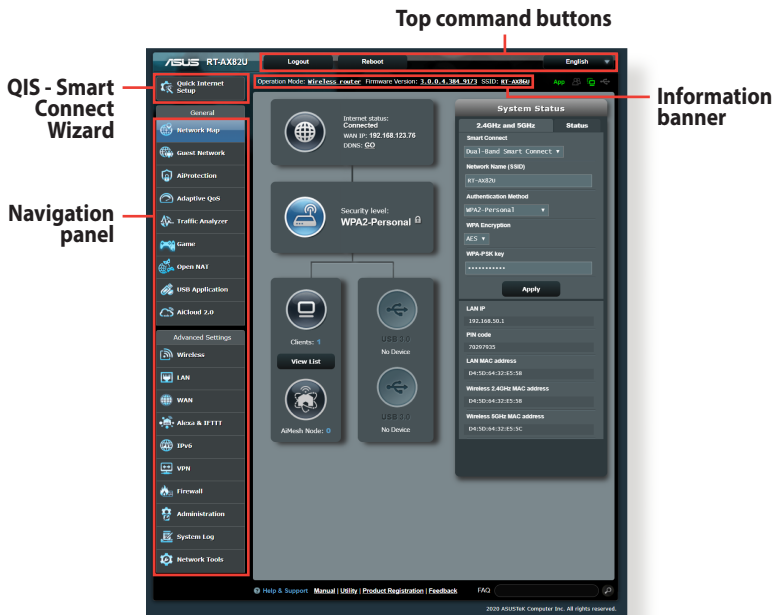 Top command buttons
QIS - Smart
Connect
Wizard
Navigation
panel
Information
banner
ASUS RT-AX82U
Logout
Reboot
English
Quick Internet
Setup
Operation Mode: Wireless router Firmware Version: 3.0.0.4.384_9173 SSID: RT-AX86U
App
General
Network Map
Guest Network
AiProtection
Adaptive QoS
Traffic Analyzer
Game
Open NAT
USB Application
AiCloud 2.0
Advanced Settings
Wireless
LAN
WAN
Alexa & IFTTT
IPv6
VPN
Firewall
Administration
System Log
Network Tools
Internet status:
Connected
WAN IP: 192.168.123.76
DDNS: GO
Security level:
WPA2-Personal
Clients: 1
View List
AiMesh Node: 0
USB 3.0
No Device
USB 3.0
No Device
System Status
2.4GHz and 5GHz
Status
Smart Connect
Dual-Band Smart Connect
Network Name (SSID)
RT-AX82U
Authentication Method
WPA2-Personal
WPA Encryption
AES
WPA-PSK key
•••••••••••
Apply
LAN IP
192.168.50.1
PIN code
70297935
LAN MAC address
D4:5D:64:32:E5:58
Wireless 2.4GHz MAC address
D4:5D:64:32:E5:58
Wireless 5GHz MAC address
D4:5D:64:32:E5:5C
Help & Support Manual | Utility | Product Registration | Feedback
FAQ
2020 ASUSTeK Computer Inc. All rights reserved.